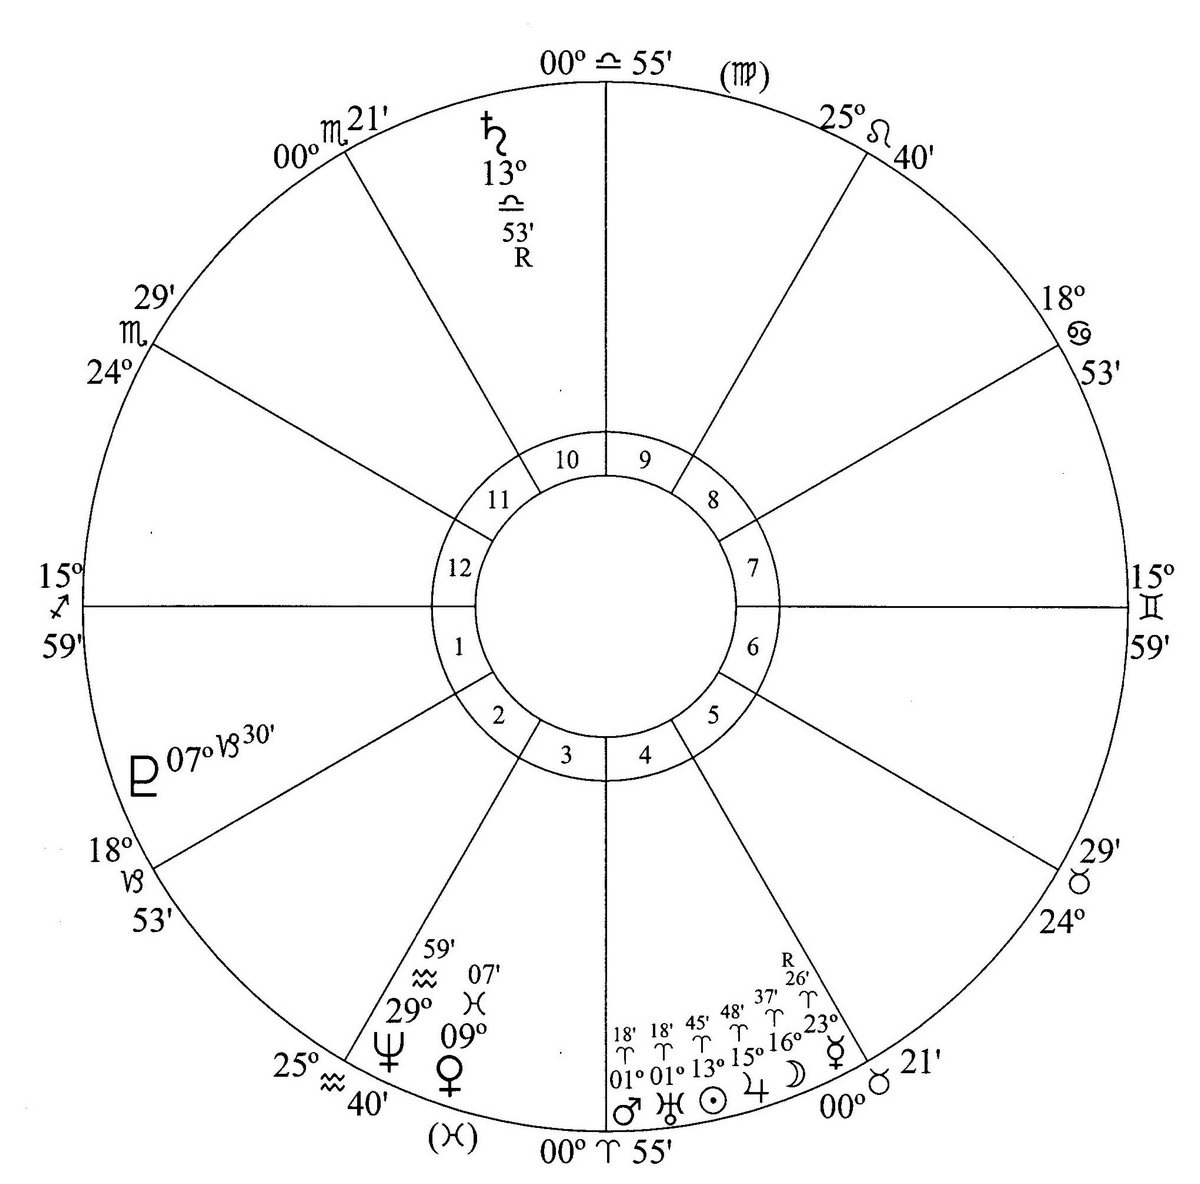 00° ♎ 55'
(♍)
25° ♌ 40'
18° ♋ 53'
15° ♊ 59'
29' ♉ 24°
00° ♉ 21'
00° ♈ 55'
(♓)
25° ♒ 40'
18° ♑ 53'
15° ♐ 59'
29' ♏ 24°
00° ♏ 21'
♄ 13° ♎ 53' R
♇ 07° ♑ 30'
♆ 29° ♒ 59'
♀ 09° ♓ 07'
♂ 01° ♈ 18'
♅ 01° ♈ 18'
☉ 13° ♈ 45'
♃ 15° ♈ 48'
☽ 16° ♈ 37'
☿ 23° ♈ 26' R
1
2
3
4
5
6
7
8
9
10
11
12